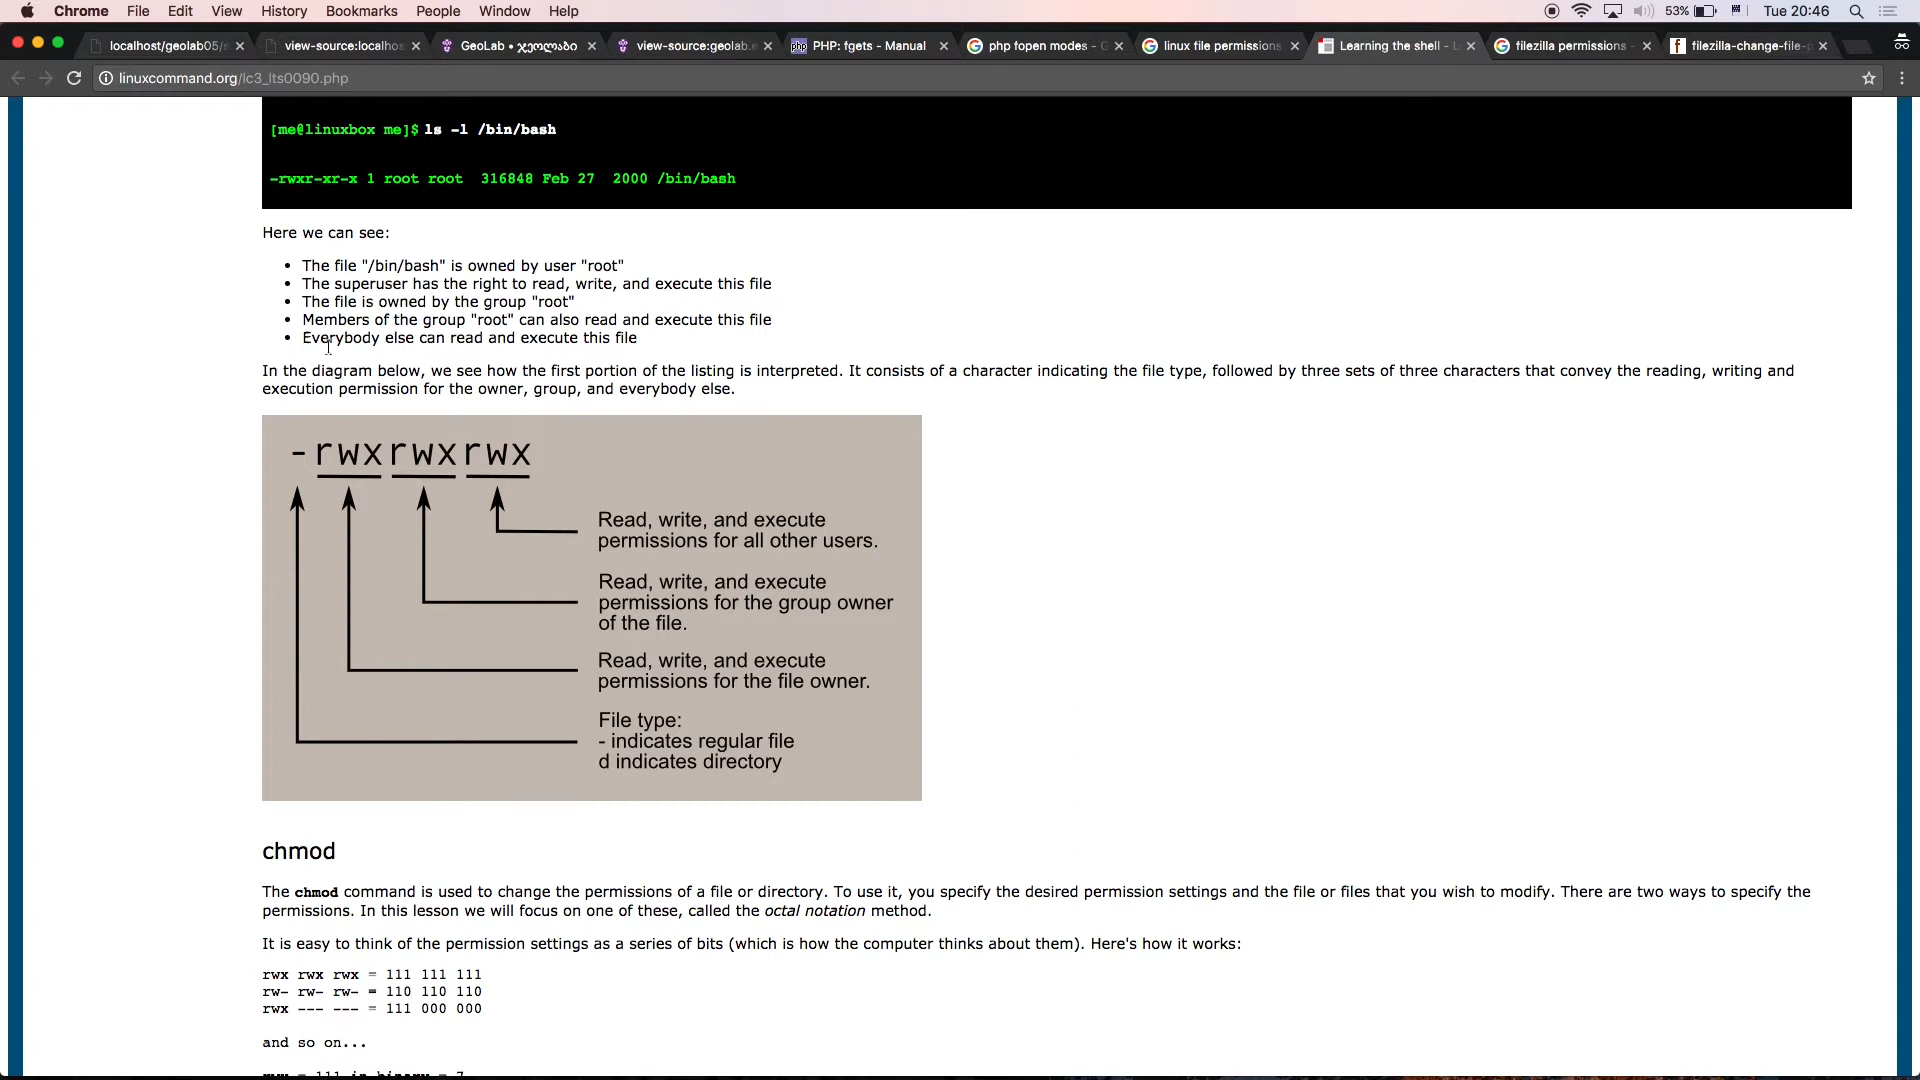 Chrome File Edit View History Bookmarks People Window Help 53% Tue 20:46
localhost/geolab05/ view-source:localhos GeoLab • ჯეოლაბი view-source:geolab. php PHP: fgets - Manual php fopen modes - G linux file permissions Learning the shell - L filezilla permissions - f filezilla-change-file-p
linuxcommand.org/lc3_lts0090.php
[me@linuxbox me]$ ls -l /bin/bash
-rwxr-xr-x 1 root root 316848 Feb 27 2000 /bin/bash
Here we can see:
• The file "/bin/bash" is owned by user "root"
• The superuser has the right to read, write, and execute this file
• The file is owned by the group "root"
• Members of the group "root" can also read and execute this file
• Everybody else can read and execute this file
In the diagram below, we see how the first portion of the listing is interpreted. It consists of a character indicating the file type, followed by three sets of three characters that convey the reading, writing and
execution permission for the owner, group, and everybody else.
-rwxrwxrwx
Read, write, and execute
permissions for all other users.
Read, write, and execute
permissions for the group owner
of the file.
Read, write, and execute
permissions for the file owner.
File type:
- indicates regular file
d indicates directory
chmod
The chmod command is used to change the permissions of a file or directory. To use it, you specify the desired permission settings and the file or files that you wish to modify. There are two ways to specify the
permissions. In this lesson we will focus on one of these, called the octal notation method.
It is easy to think of the permission settings as a series of bits (which is how the computer thinks about them). Here's how it works:
rwx rwx rwx = 111 111 111
rw- rw- rw- = 110 110 110
rwx --- --- = 111 000 000
and so on...
rwx = 111 in binary = 7